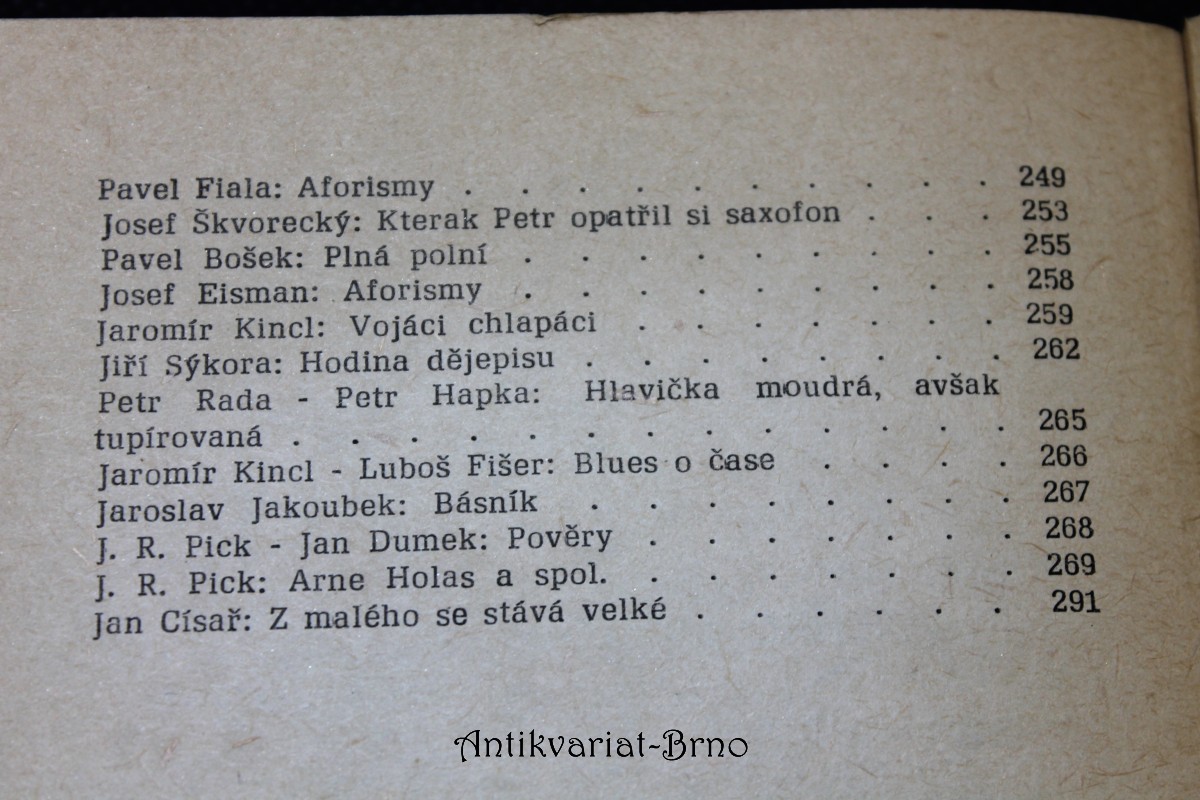 Pavel Fiala: Aforismy . . . . . . . . . . 249
Josef Škvorecký: Kterak Petr opatřil si saxofon . . . 253
Pavel Bošek: Plná polní . . . . . . . . . 255
Josef Eisman: Aforismy . . . . . . . . . 258
Jaromír Kincl: Vojáci chlapáci . . . . . . . 259
Jiří Sýkora: Hodina dějepisu . . . . . . . . 262
Petr Rada - Petr Hapka: Hlavička moudrá, avšak
tupírovaná . . . . . . . . . . . . . 265
Jaromír Kincl - Luboš Fišer: Blues o čase . . . . 266
Jaroslav Jakoubek: Básník . . . . . . . . 267
J. R. Pick - Jan Dumek: Pověry . . . . . . . 268
J. R. Pick: Arne Holas a spol. . . . . . . . 269
Jan Císař: Z malého se stává velké . . . . . . 291
Antikvariat-Brno